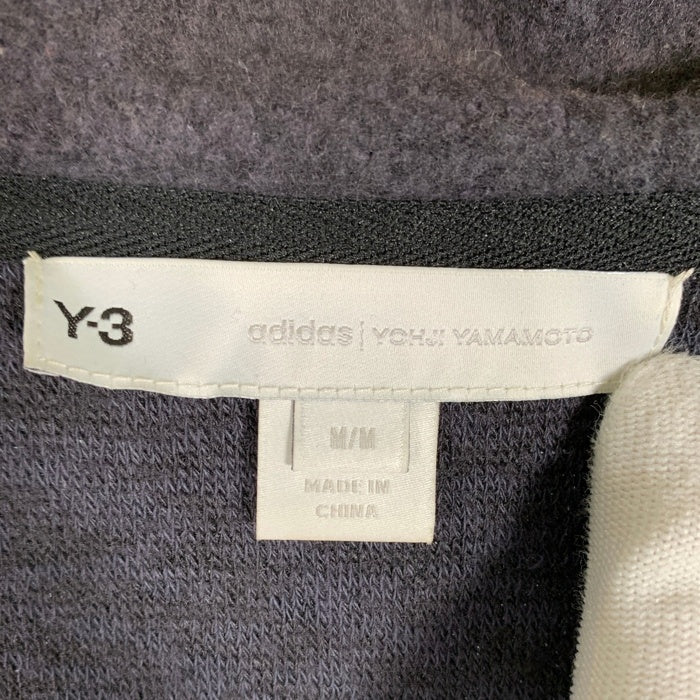 Y-3 adidas | YOHJI YAMAMOTO
M/M
MADE IN
CHINA